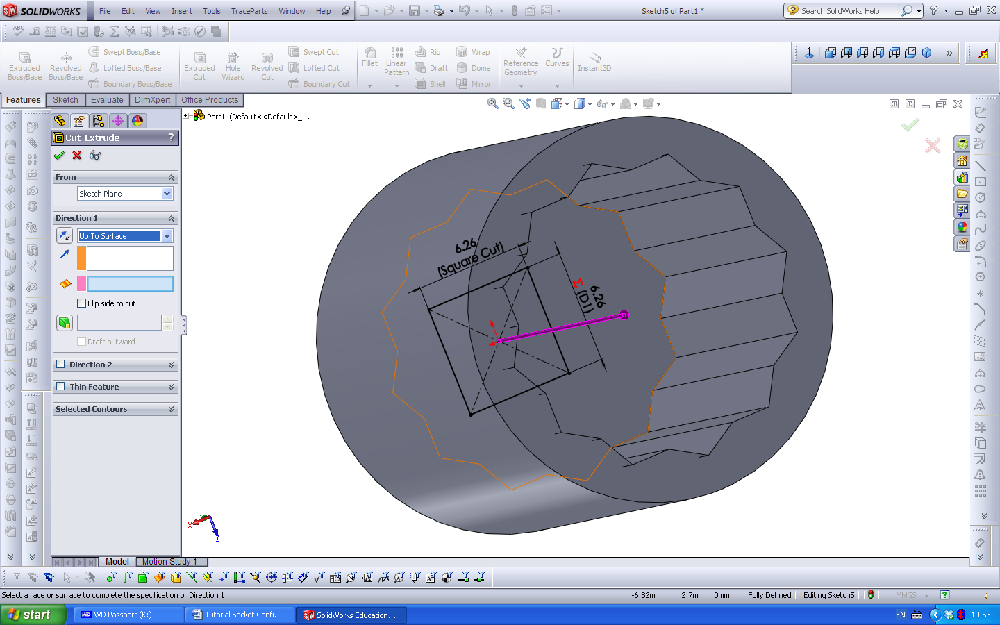 SOLIDWORKS
File Edit View Insert Tools TraceParts Window Help
Sketch5 of Part1 *
Search SolidWorks Help
Extruded Boss/Base
Revolved Boss/Base
Swept Boss/Base
Lofted Boss/Base
Boundary Boss/Base
Extruded Cut
Hole Wizard
Revolved Cut
Swept Cut
Lofted Cut
Boundary Cut
Fillet
Linear Pattern
Rib
Draft
Shell
Wrap
Dome
Mirror
Reference Geometry
Curves
Instant3D
Features Sketch Evaluate DimXpert Office Products
Part1 (Default<<Default>_...
Cut-Extrude ?
From
Sketch Plane
Direction 1
Up To Surface
Flip side to cut
Draft outward
Direction 2
Thin Feature
Selected Contours
6.26
(Square Cut)
Σ 6.26
(D1)
X
Y
Z
Model Motion Study 1
Select a face or surface to complete the specification of Direction 1
-6.82mm 2.7mm 0mm Fully Defined Editing Sketch5 MMGS
start
WD Passport (K:)
Tutorial Socket Confi...
SolidWorks Education...
EN
10:53